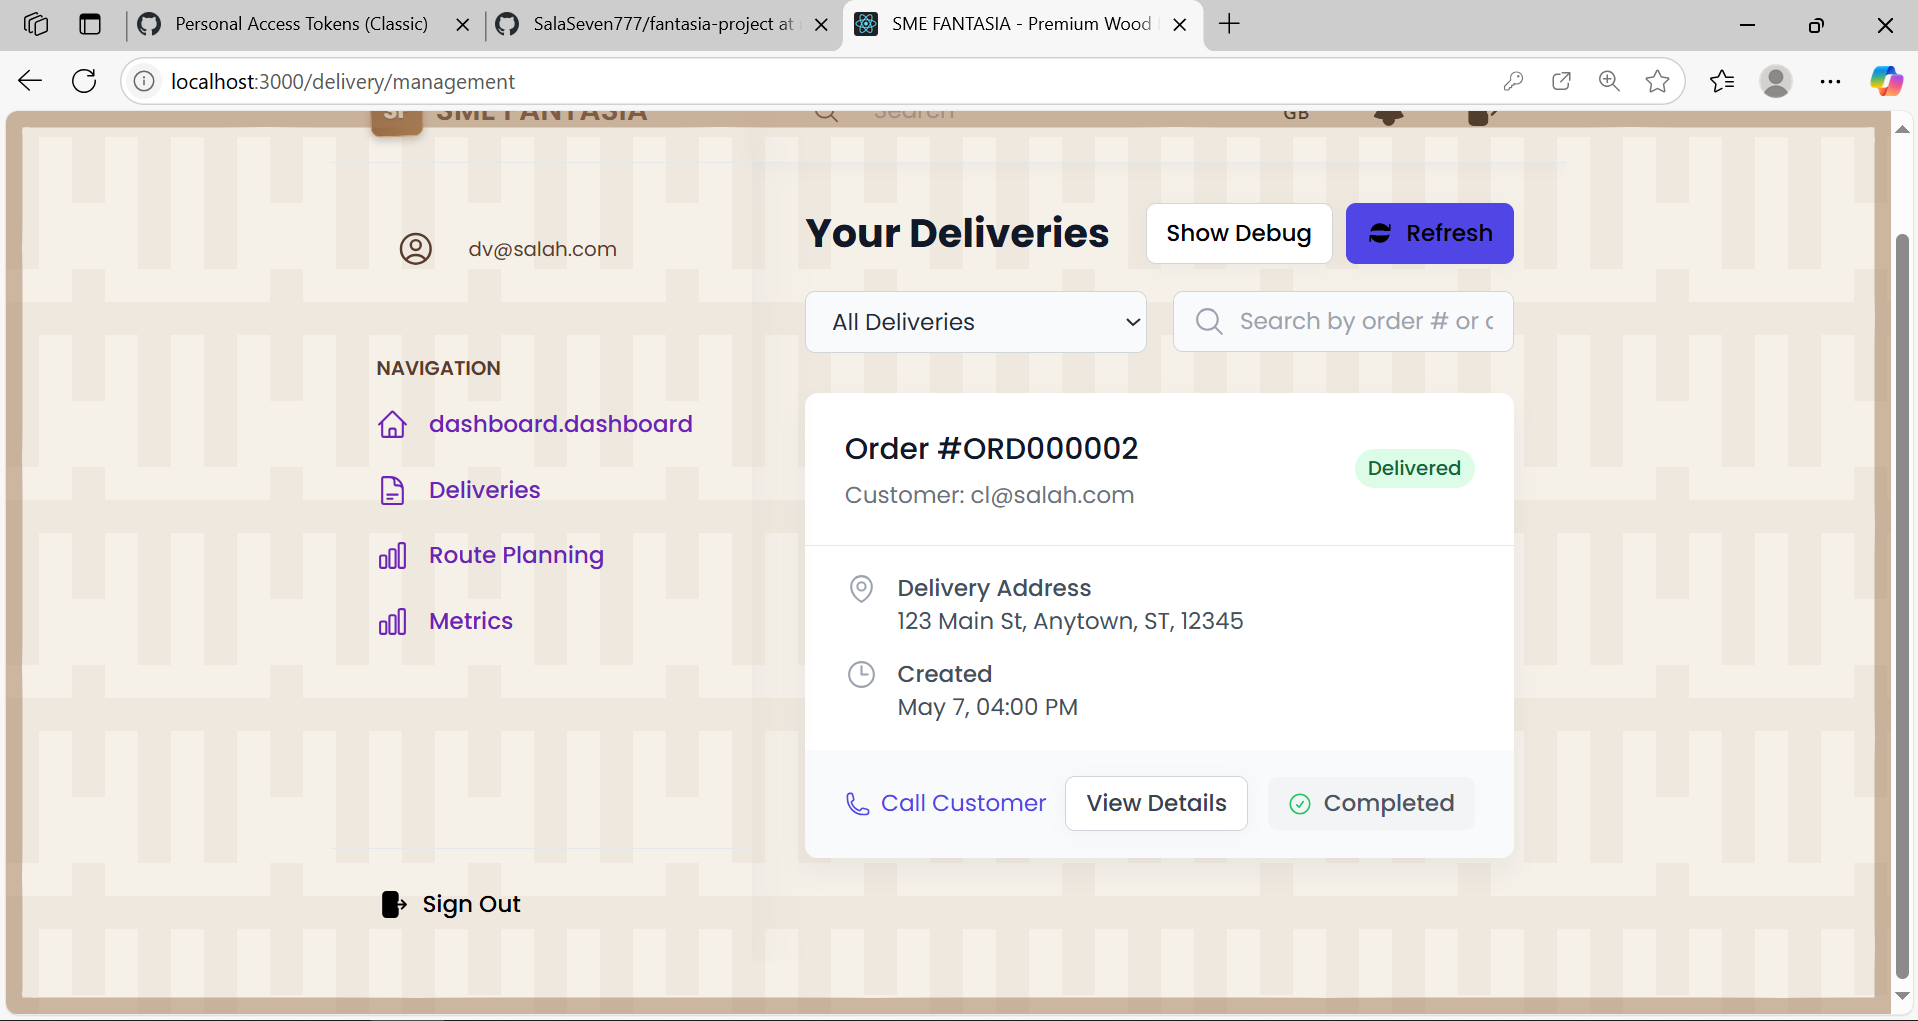 Personal Access Tokens (Classic)
SalaSeven777/fantasia-project at
SME FANTASIA - Premium Wood
localhost:3000/delivery/management
SF SME FANTASIA
Search
GB
dv@salah.com
Your Deliveries
Show Debug
Refresh
All Deliveries
Search by order # or c
NAVIGATION
dashboard.dashboard
Deliveries
Route Planning
Metrics
Sign Out
Order #ORD000002
Customer: cl@salah.com
Delivered
Delivery Address
123 Main St, Anytown, ST, 12345
Created
May 7, 04:00 PM
Call Customer
View Details
Completed